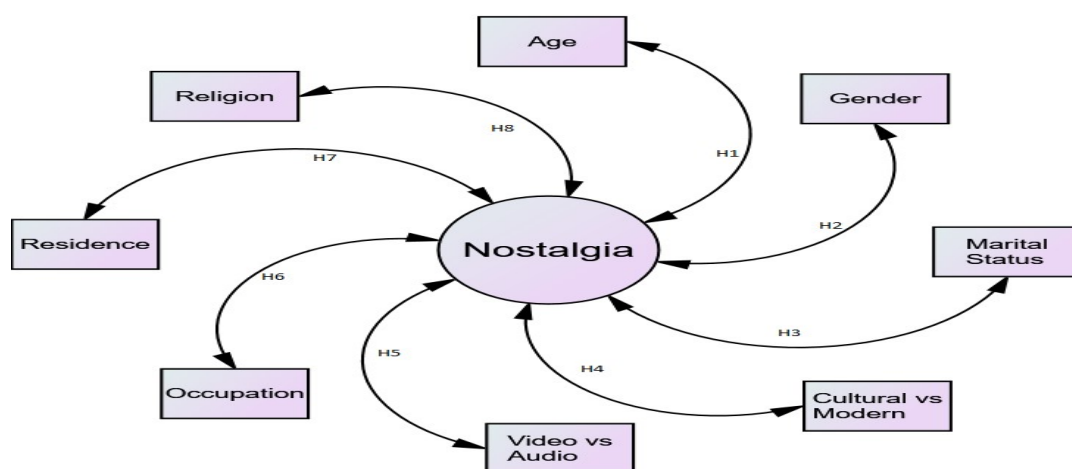 Age
Religion
Gender
H8
H1
H7
Residence
Nostalgia
H2
Marital
Status
H6
H3
H5
H4
Occupation
Cultural vs
Modern
Video vs
Audio